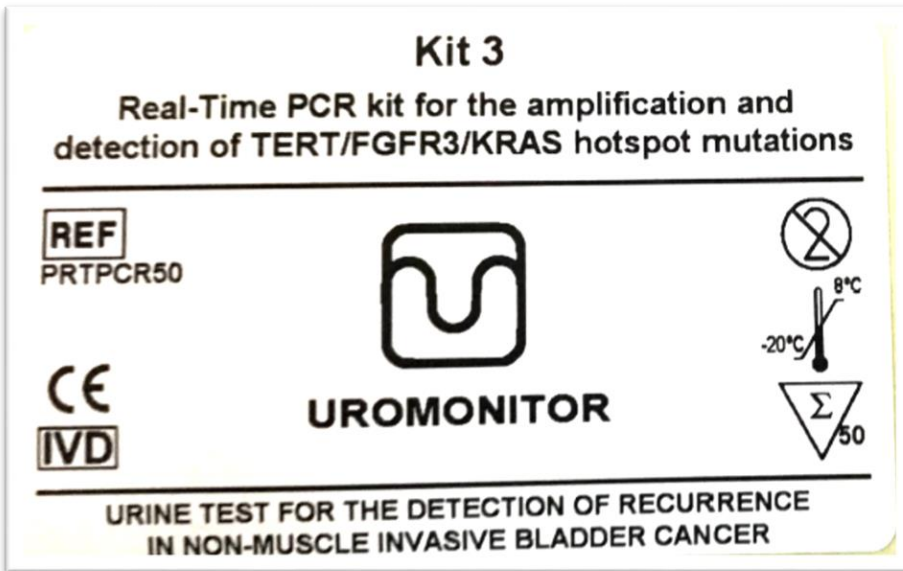 Kit 3
Real-Time PCR kit for the amplification and
detection of TERT/FGFR3/KRAS hotspot mutations
REF
PRTPCR50
CE
IVD
UROMONITOR
2
8°C
-20°C
Σ
50
URINE TEST FOR THE DETECTION OF RECURRENCE
IN NON-MUSCLE INVASIVE BLADDER CANCER